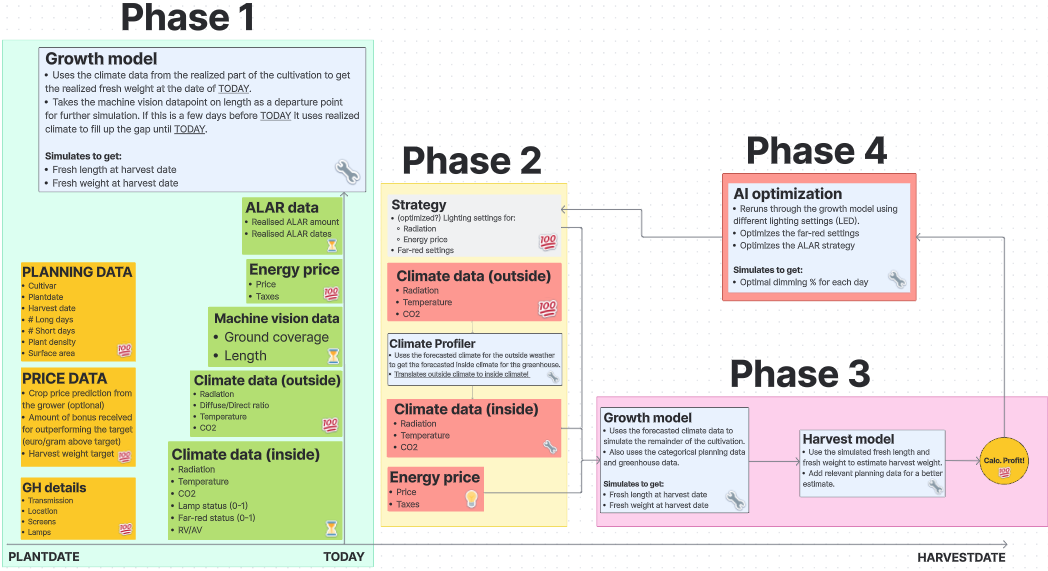 Phase 1
Growth model
• Uses the climate data from the realized part of the cultivation to get
the realized fresh weight at the date of TODAY.
• Takes the machine vision datapoint on length as a departure point
for further simulation. If this is a few days before TODAY it uses realized
climate to fill up the gap until TODAY.
Simulates to get:
• Fresh length at harvest date
• Fresh weight at harvest date
ALAR data
• Realised ALAR amount
• Realised ALAR dates
Energy price
• Price
• Taxes
100
Machine vision data
• Ground coverage
• Length
Climate data (outside)
• Radiation
• Diffuse/Direct ratio
• Temperature
• CO2
100
Climate data (inside)
• Radiation
• Temperature
• CO2
• Lamp status (0-1)
• Far-red status (0-1)
• RV/AV
PLANNING DATA
• Cultivar
• Plantdate
• Harvest date
• # Long days
• # Short days
• Plant density
• Surface area
100
PRICE DATA
• Crop price prediction from
the grower (optional)
• Amount of bonus received
for outperforming the target
(euro/gram above target)
• Harvest weight target
100
GH details
• Transmission
• Location
• Screens
• Lamps
100
Phase 2
Strategy
• (optimized?) Lighting settings for:
◦ Radiation
◦ Energy price
• Far-red settings
100
Climate data (outside)
• Radiation
• Temperature
• CO2
100
Climate Profiler
• Uses the forecasted climate for the outside weather
to get the forecasted inside climate for the greenhouse.
• Translates outside climate to inside climate!
Climate data (inside)
• Radiation
• Temperature
• CO2
Energy price
• Price
• Taxes
Phase 3
Growth model
• Uses the forecasted climate data to
simulate the remainder of the cultivation.
• Also uses the categorical planning data
and greenhouse data.
Simulates to get:
• Fresh length at harvest date
• Fresh weight at harvest date
Harvest model
• Use the simulated fresh length and
fresh weight to estimate harvest weight.
• Add relevant planning data for a better
estimate.
Calc. Profit!
100
Phase 4
AI optimization
• Reruns through the growth model using
different lighting settings (LED).
• Optimizes the far-red settings
• Optimizes the ALAR strategy
Simulates to get:
• Optimal dimming % for each day
PLANTDATE
TODAY
HARVESTDATE